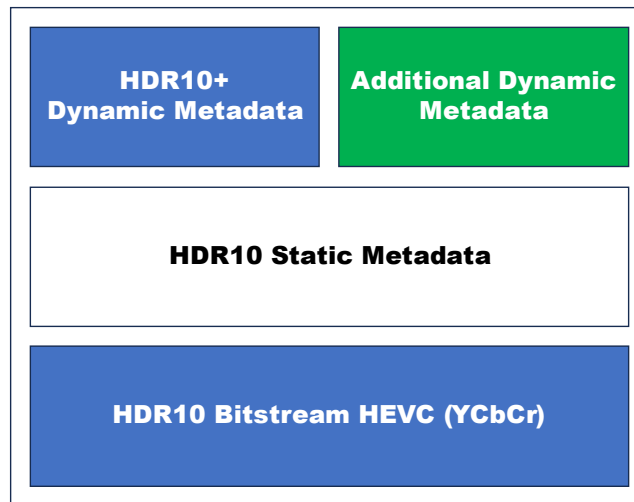 HDR10+
Dynamic Metadata
Additional Dynamic
Metadata
HDR10 Static Metadata
HDR10 Bitstream HEVC (YCbCr)